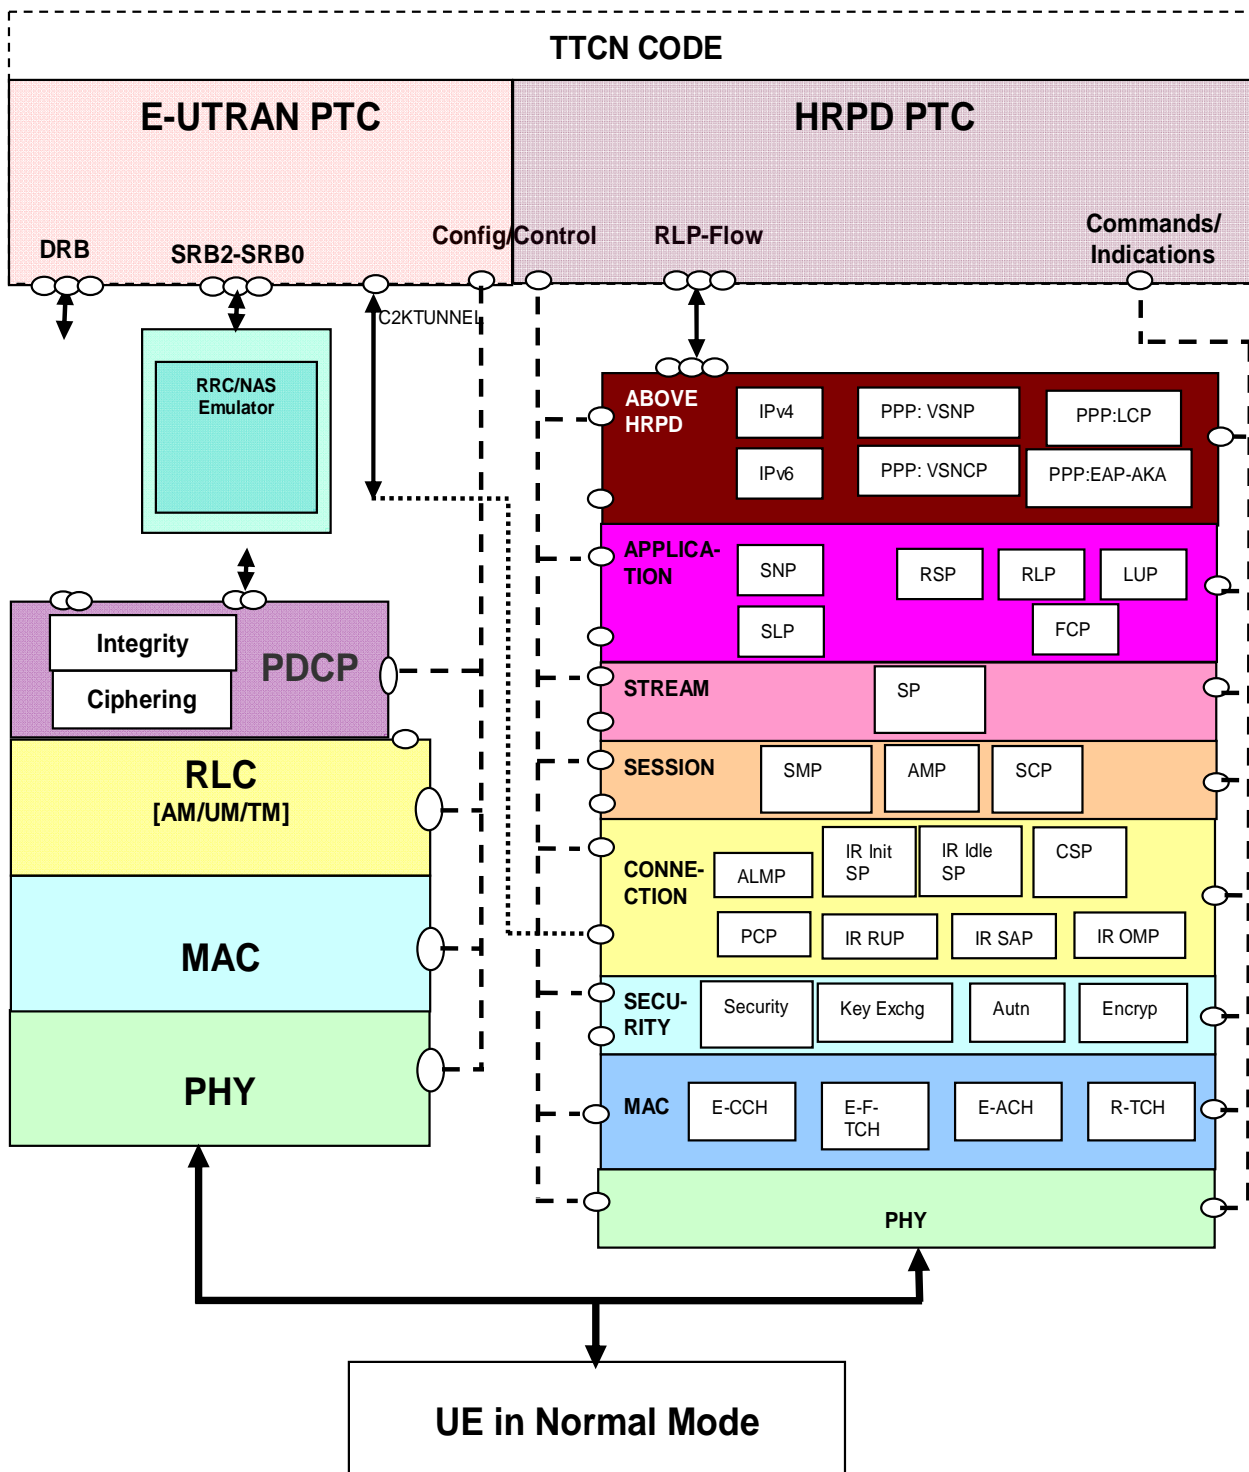 TTCN CODE
E-UTRAN PTC
HRPD PTC
DRB
SRB2-SRB0
Config/Control
RLP-Flow
Commands/
Indications
C2KTUNNEL
RRC/NAS
Emulator
Integrity
Ciphering
PDCP
RLC
[AM/UM/TM]
MAC
PHY
ABOVE
HRPD
IPv4
PPP: VSNP
PPP:LCP
IPv6
PPP: VSNCP
PPP:EAP-AKA
APPLICA-
TION
SNP
RSP
RLP
LUP
SLP
FCP
STREAM
SP
SESSION
SMP
AMP
SCP
CONNE-
CTION
ALMP
IR Init
SP
IR Idle
SP
CSP
PCP
IR RUP
IR SAP
IR OMP
SECU-
RITY
Security
Key Exchg
Autn
Encryp
MAC
E-CCH
E-F-
TCH
E-ACH
R-TCH
PHY
UE in Normal Mode